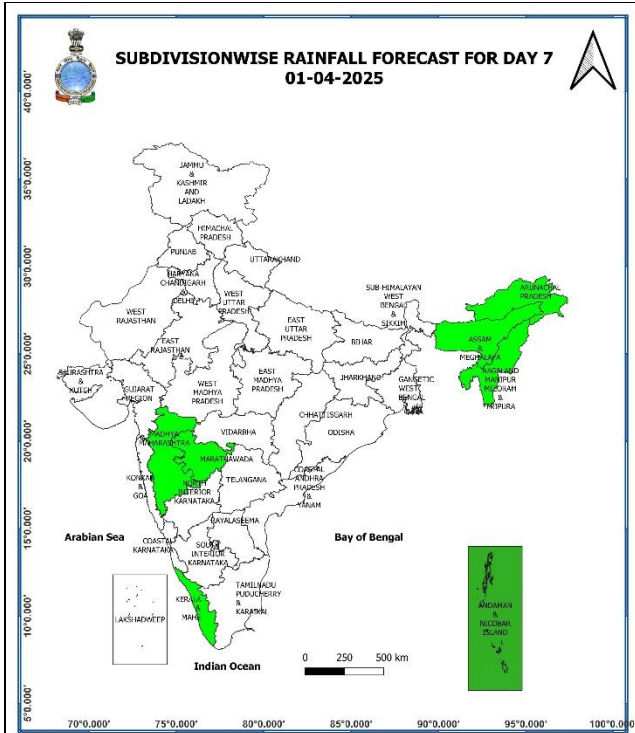 SUBDIVISIONWISE RAINFALL FORECAST FOR DAY 7
01-04-2025
40°0.000'
35°0.000'
30°0.000'
25°0.000'
20°0.000'
15°0.000'
10°0.000'
5°0.000'
JAMMU
&
KASHMIR
AND
LADAKH
HIMACHAL
PRADESH
PUNJAB
UTTARAKHAND
HARYANA
CHANDIGARH
&
DELHI
WEST
UTTAR
PRADESH
WEST
RAJASTHAN
EAST
RAJASTHAN
EAST
UTTAR
PRADESH
SUB-HIMALAYAN
WEST
BENGAL
&
SIKKIM
ARUNACHAL
PRADESH
ASSAM
&
MEGHALAYA
NAGALAND
MANIPUR
MIZORAM
&
TRIPURA
BIHAR
SAURASHTRA
&
KUTCH
GUJARAT
REGION
WEST
MADHYA
PRADESH
EAST
MADHYA
PRADESH
JHARKHAND
GANGETIC
WEST
BENGAL
CHHATTISGARH
ODISHA
MADHYA
MAHARASHTRA
VIDARBHA
MARATHAWADA
KONKAN
&
GOA
NORTH
INTERIOR
KARNATAKA
TELANGANA
COASTAL
ANDHRA
PRADESH
&
YANAM
RAYALASEEMA
Arabian Sea
Bay of Bengal
COASTAL
KARNATAKA
SOUTH
INTERIOR
KARNATAKA
TAMILNADU
PUDUCHERRY
&
KARAIKAL
KERALA
&
MAHE
LAKSHADWEEP
ANDAMAN
&
NICOBAR
ISLAND
Indian Ocean
0 250 500 km
70°0.000' 75°0.000' 80°0.000' 85°0.000' 90°0.000' 95°0.000' 100°0.000'